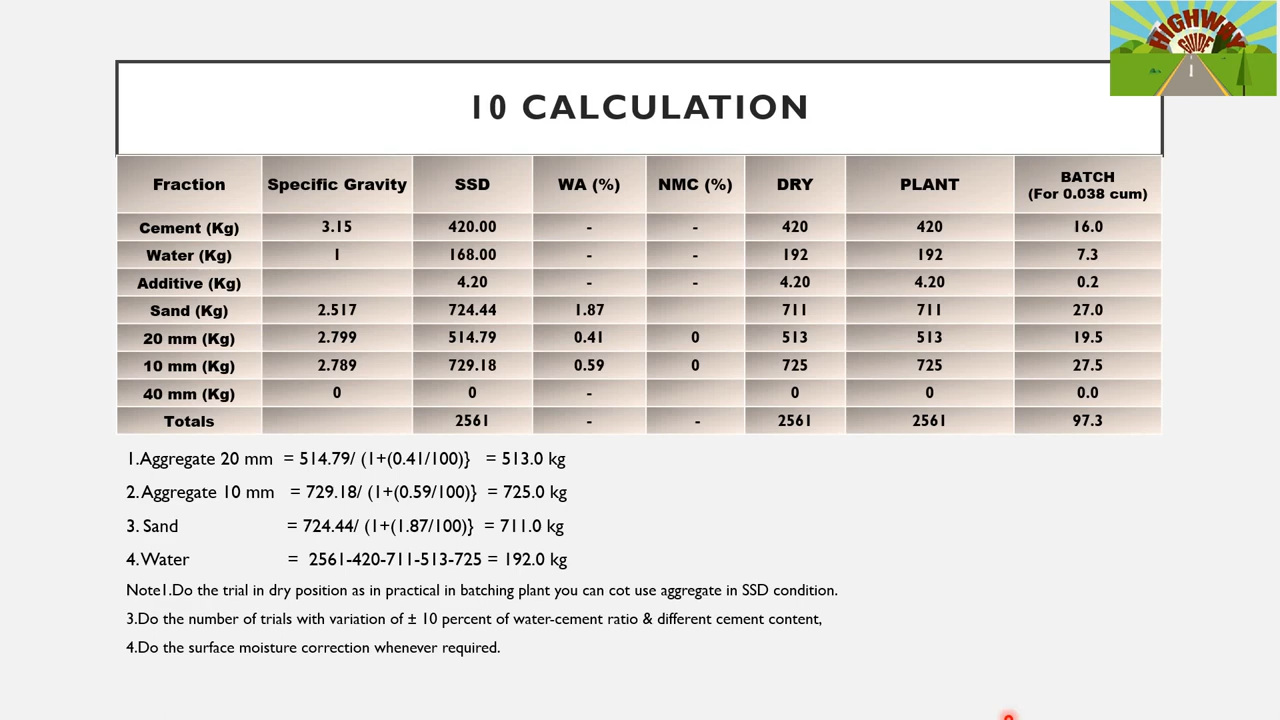 HIGHWAY
GUIDE
10 CALCULATION
Fraction Specific Gravity SSD WA (%) NMC (%) DRY PLANT BATCH (For 0.038 cum)
Cement (Kg) 3.15 420.00 - - 420 420 16.0
Water (Kg) 1 168.00 - - 192 192 7.3
Additive (Kg) 4.20 - - 4.20 4.20 0.2
Sand (Kg) 2.517 724.44 1.87 711 711 27.0
20 mm (Kg) 2.799 514.79 0.41 0 513 513 19.5
10 mm (Kg) 2.789 729.18 0.59 0 725 725 27.5
40 mm (Kg) 0 0 - 0 0 0.0
Totals 2561 - - 2561 2561 97.3
1.Aggregate 20 mm = 514.79/ (1+(0.41/100)} = 513.0 kg
2.Aggregate 10 mm = 729.18/ (1+(0.59/100)} = 725.0 kg
3. Sand = 724.44/ (1+(1.87/100)} = 711.0 kg
4.Water = 2561-420-711-513-725 = 192.0 kg
Note1.Do the trial in dry position as in practical in batching plant you can cot use aggregate in SSD condition.
3.Do the number of trials with variation of ± 10 percent of water-cement ratio & different cement content,
4.Do the surface moisture correction whenever required.